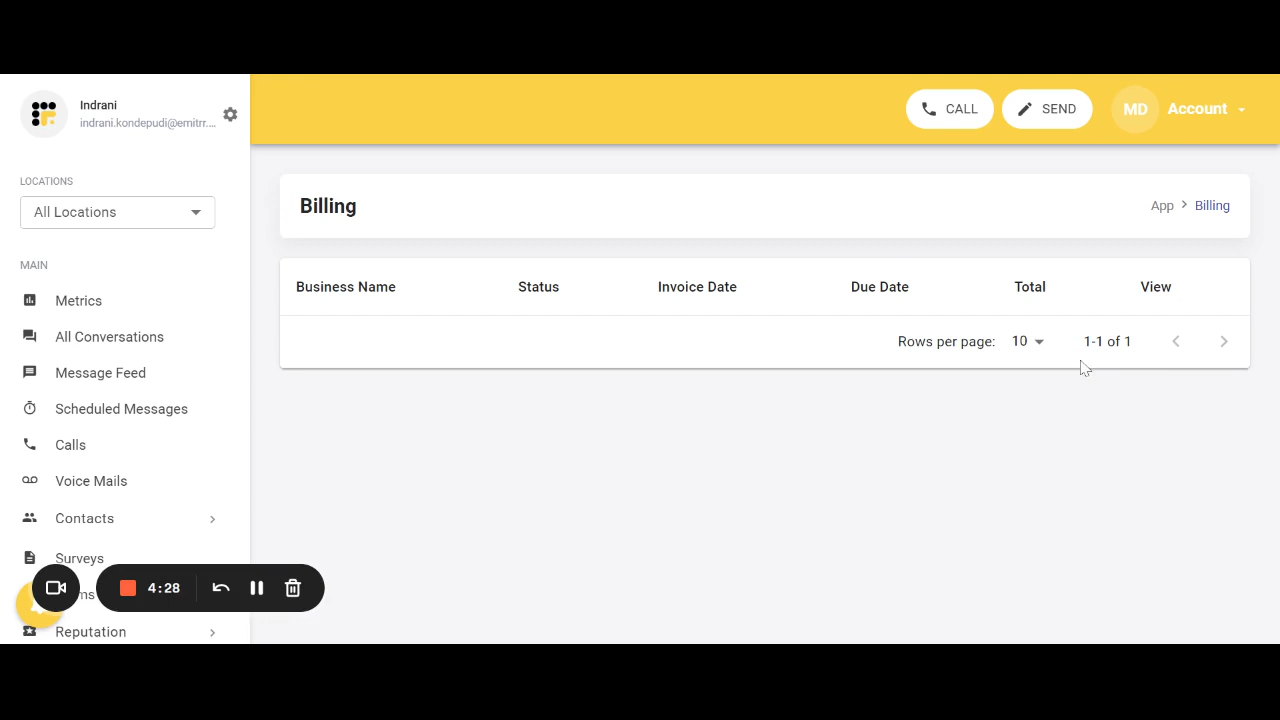 Indrani
indrani.kondepudi@emitrr....
CALL
SEND
MD
Account
LOCATIONS
All Locations
Billing
App > Billing
MAIN
Metrics
All Conversations
Message Feed
Scheduled Messages
Calls
Voice Mails
Contacts
Surveys
Reputation
Business Name
Status
Invoice Date
Due Date
Total
View
Rows per page:
10
1-1 of 1
4:28